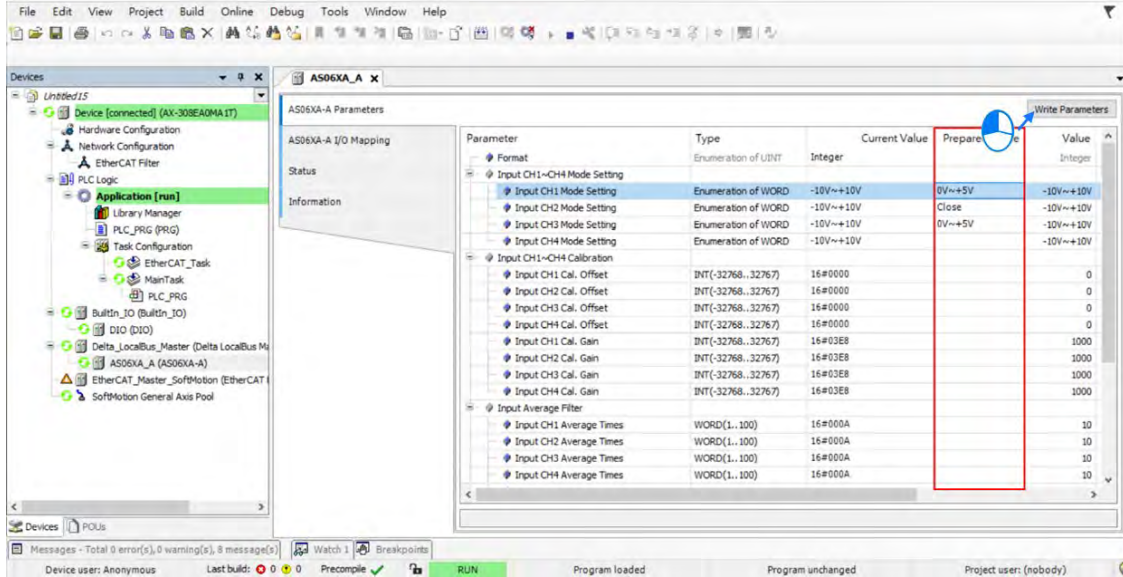 File Edit View Project Build Online Debug Tools Window Help
Devices
AS06XA_A
Untitled15
Device [connected] (AX-308EA0MA1T)
Hardware Configuration
Network Configuration
EtherCAT Filter
PLC Logic
Application [run]
Library Manager
PLC_PRG (PRG)
Task Configuration
EtherCAT_Task
MainTask
PLC_PRG
BuiltIn_IO (BuiltIn_IO)
DIO (DIO)
Delta_LocalBus_Master (Delta LocalBus Ma
AS06XA_A (AS06XA-A)
EtherCAT_Master_SoftMotion (EtherCAT
SoftMotion General Axis Pool
Devices POUs
AS06XA-A Parameters
AS06XA-A I/O Mapping
Status
Information
Write Parameters
Parameter Type Current Value Prepare e Value
Format Enumeration of UINT Integer Integer
Input CH1~CH4 Mode Setting
Input CH1 Mode Setting Enumeration of WORD -10V~+10V 0V~+5V -10V~+10V
Input CH2 Mode Setting Enumeration of WORD -10V~+10V Close -10V~+10V
Input CH3 Mode Setting Enumeration of WORD -10V~+10V 0V~+5V -10V~+10V
Input CH4 Mode Setting Enumeration of WORD -10V~+10V -10V~+10V
Input CH1~CH4 Calibration
Input CH1 Cal. Offset INT(-32768..32767) 16#0000 0
Input CH2 Cal. Offset INT(-32768..32767) 16#0000 0
Input CH3 Cal. Offset INT(-32768..32767) 16#0000 0
Input CH4 Cal. Offset INT(-32768..32767) 16#0000 0
Input CH1 Cal. Gain INT(-32768..32767) 16#03E8 1000
Input CH2 Cal. Gain INT(-32768..32767) 16#03E8 1000
Input CH3 Cal. Gain INT(-32768..32767) 16#03E8 1000
Input CH4 Cal. Gain INT(-32768..32767) 16#03E8 1000
Input Average Filter
Input CH1 Average Times WORD(1..100) 16#000A 10
Input CH2 Average Times WORD(1..100) 16#000A 10
Input CH3 Average Times WORD(1..100) 16#000A 10
Input CH4 Average Times WORD(1..100) 16#000A 10
Messages - Total 0 error(s), 0 warning(s), 8 message(s) Watch 1 Breakpoints
Device user: Anonymous Last build: 0 0 Precompile RUN Program loaded Program unchanged Project user: (nobody)